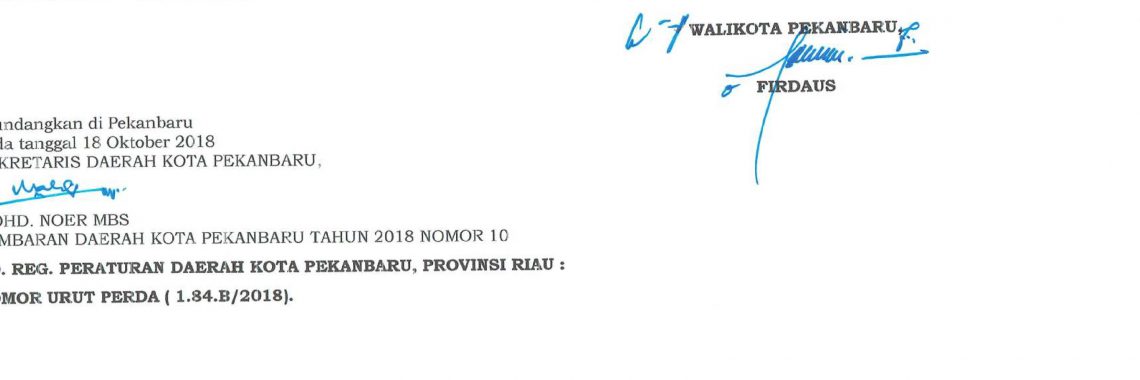 WALIKOTA PEKANBARU,
FIRDAUS
undangkan di Pekanbaru
da tanggal 18 Oktober 2018
KRETARIS DAERAH KOTA PEKANBARU,
OHD. NOER MBS
MBARAN DAERAH KOTA PEKANBARU TAHUN 2018 NOMOR 10
. REG. PERATURAN DAERAH KOTA PEKANBARU, PROVINSI RIAU :
OMOR URUT PERDA ( 1.84.B/2018).